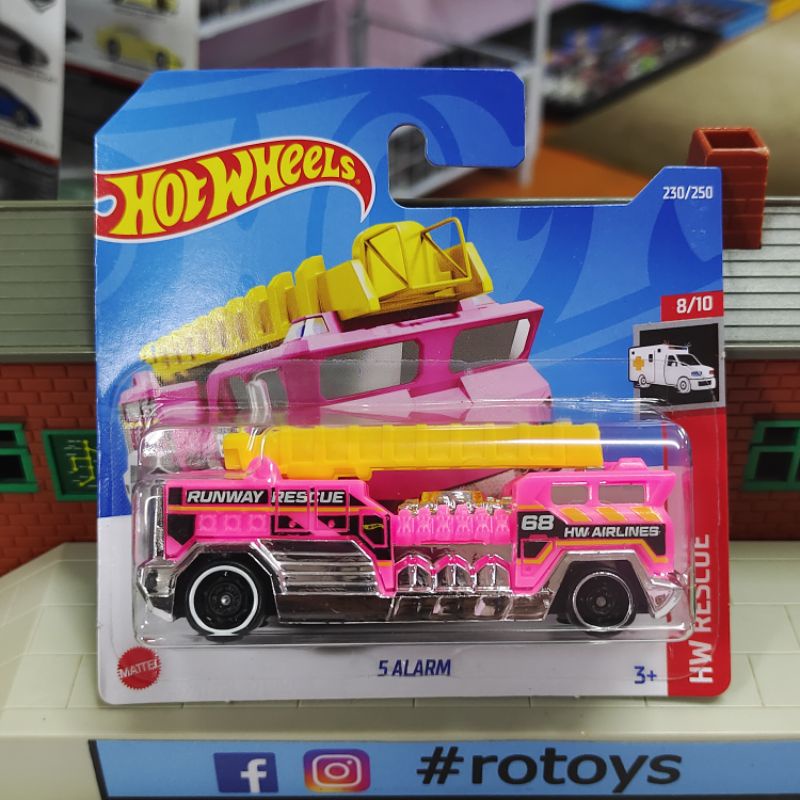 HOT WHEELS
230/250
8/10
RUNWAY RESCUE
68
HW AIRLINES
HW RESCUE
MATTEL
5 ALARM
3+
f
#rotoys